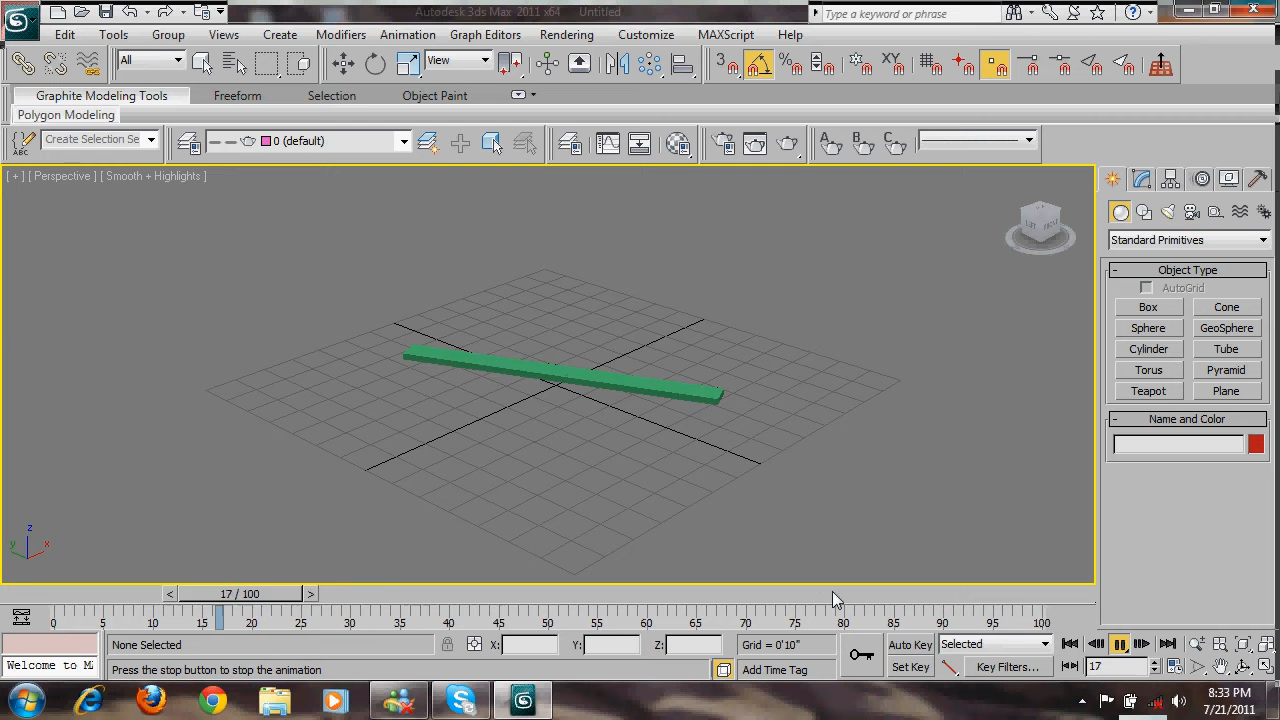 Autodesk 3ds Max 2011 x64 Untitled
Type a keyword or phrase
Edit Tools Group Views Create Modifiers Animation Graph Editors Rendering Customize MAXScript Help
All View 3 % XY
Graphite Modeling Tools Freeform Selection Object Paint
Polygon Modeling
ABC Create Selection Se 0 (default) A B C
[ + ] [ Perspective ] [ Smooth + Highlights ]
Standard Primitives
- Object Type
AutoGrid
Box Cone
Sphere GeoSphere
Cylinder Tube
Torus Pyramid
Teapot Plane
- Name and Color
z
y x
< 17 / 100 >
0 5 10 15 20 25 30 35 40 45 50 55 60 65 70 75 80 85 90 95 100
None Selected X: Y: Z: Grid = 0'10" Auto Key Selected
Welcome to M Press the stop button to stop the animation Add Time Tag Set Key Key Filters... 17
8:33 PM
7/21/2011